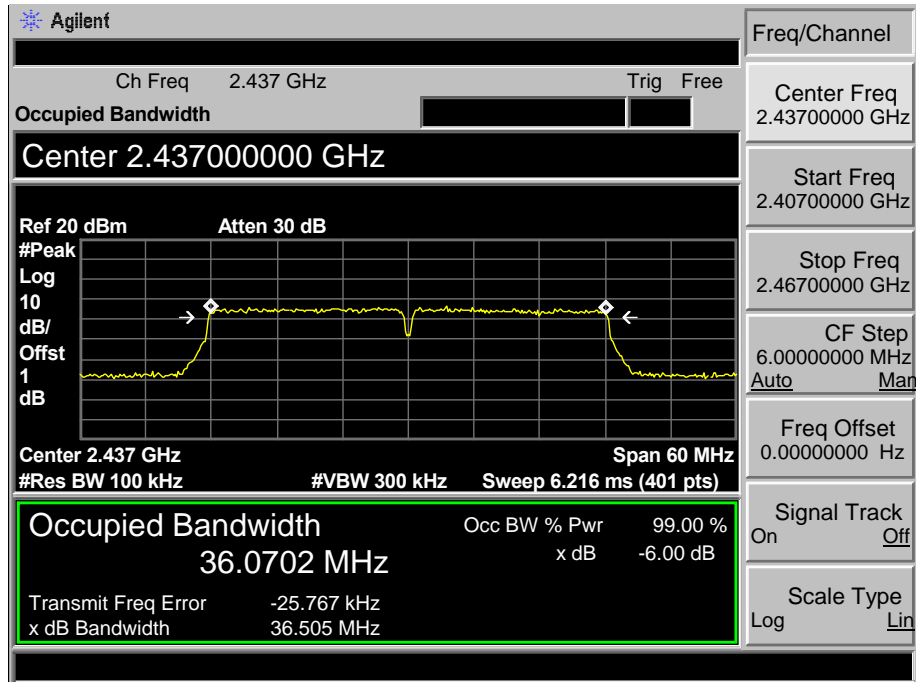 Agilent
Freq/Channel
Ch Freq 2.437 GHz Trig Free
Occupied Bandwidth
Center 2.437000000 GHz
Ref 20 dBm Atten 30 dB
#Peak
Log
10
dB/
Offst
1
dB
Center 2.437 GHz Span 60 MHz
#Res BW 100 kHz #VBW 300 kHz Sweep 6.216 ms (401 pts)
Occupied Bandwidth
36.0702 MHz
Occ BW % Pwr 99.00 %
x dB -6.00 dB
Transmit Freq Error -25.767 kHz
x dB Bandwidth 36.505 MHz
Center Freq
2.43700000 GHz
Start Freq
2.40700000 GHz
Stop Freq
2.46700000 GHz
CF Step
6.00000000 MHz
Auto Man
Freq Offset
0.00000000 Hz
Signal Track
On Off
Scale Type
Log Lin